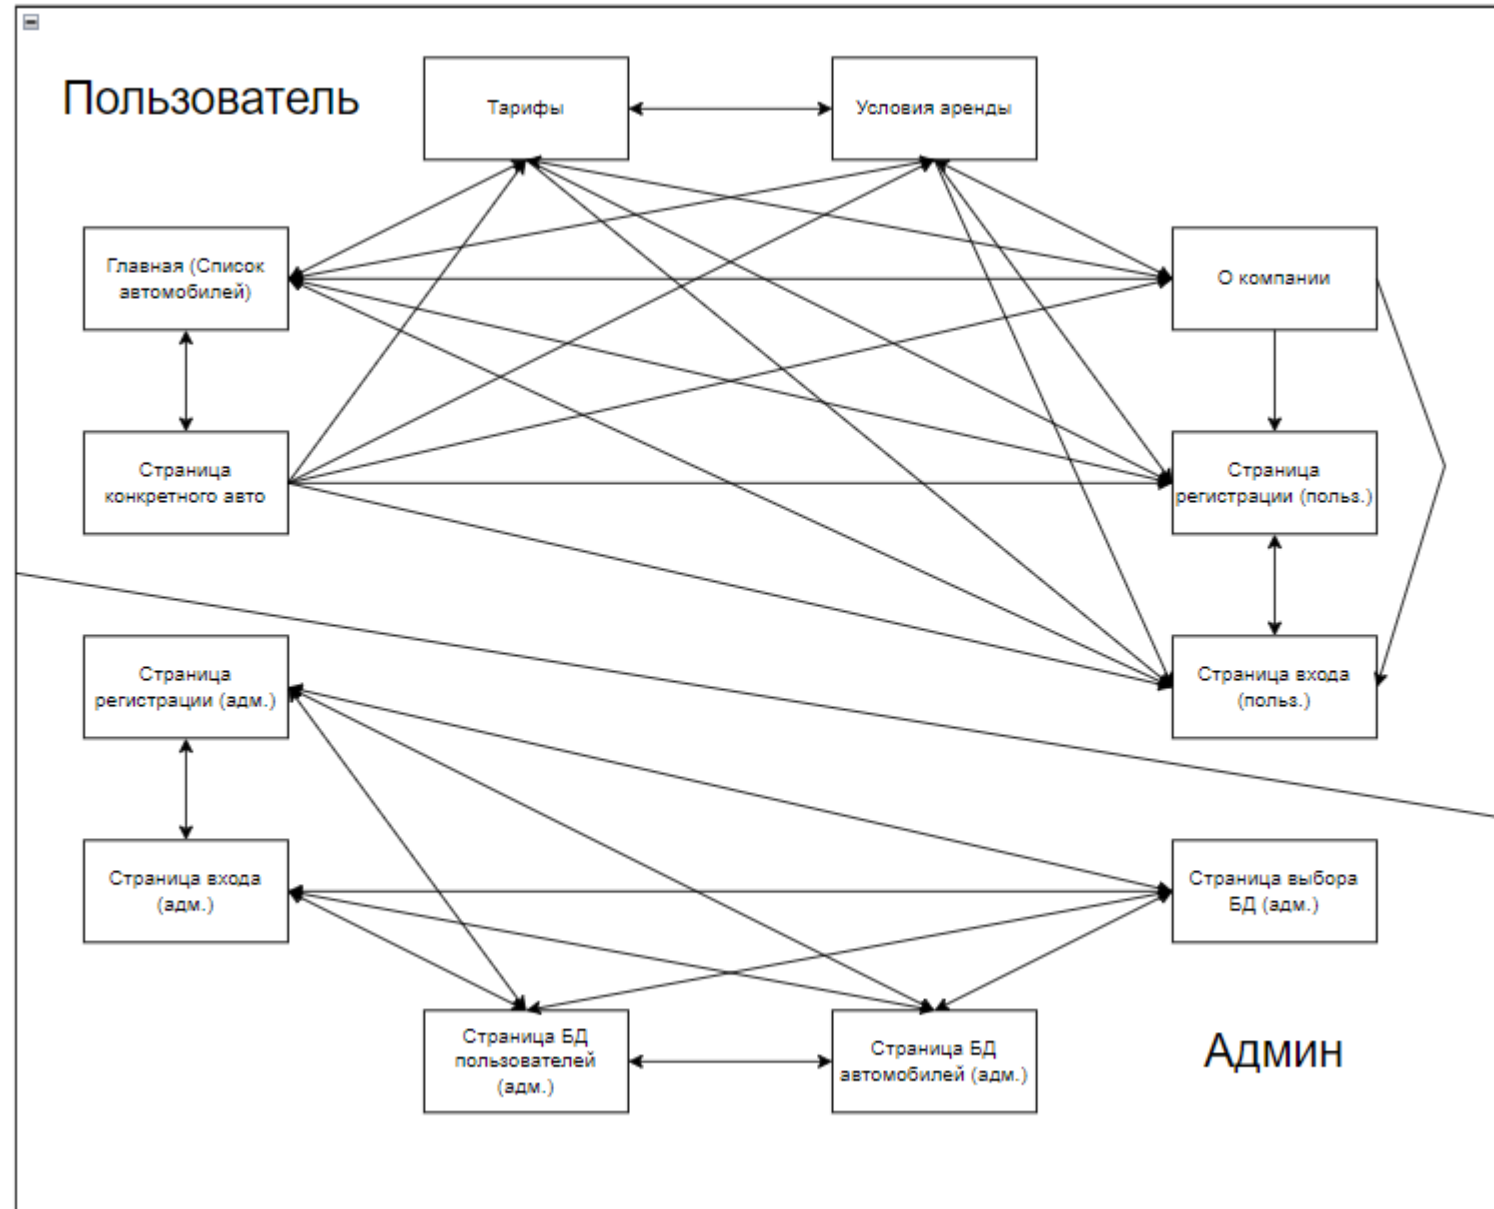 Пользователь
Тарифы
Условия аренды
Главная (Список
автомобилей)
О компании
Страница
конкретного авто
Страница
регистрации (польз.)
Страница
регистрации (адм.)
Страница входа
(польз.)
Страница входа
(адм.)
Страница выбора
БД (адм.)
Страница БД
пользователей
(адм.)
Страница БД
автомобилей (адм.)
Админ